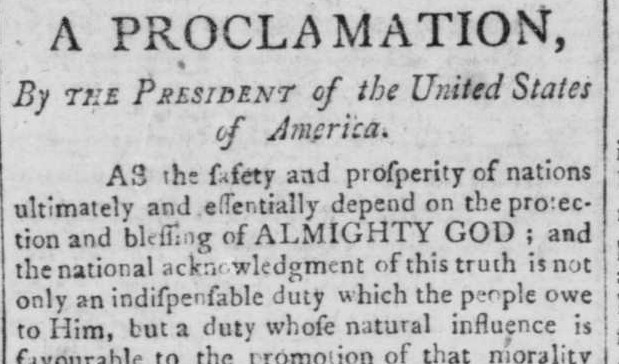 A PROCLAMATION,
By THE PRESIDENT of the United States
of America.
AS the ſafety and proſperity of nations
ultimately and eſſentially depend on the protec-
tion and bleſſing of ALMIGHTY GOD ; and
the national acknowledgment of this truth is not
only an indiſpenſable duty which the people owe
to Him, but a duty whoſe natural influence is
favourable to the promotion of that morality